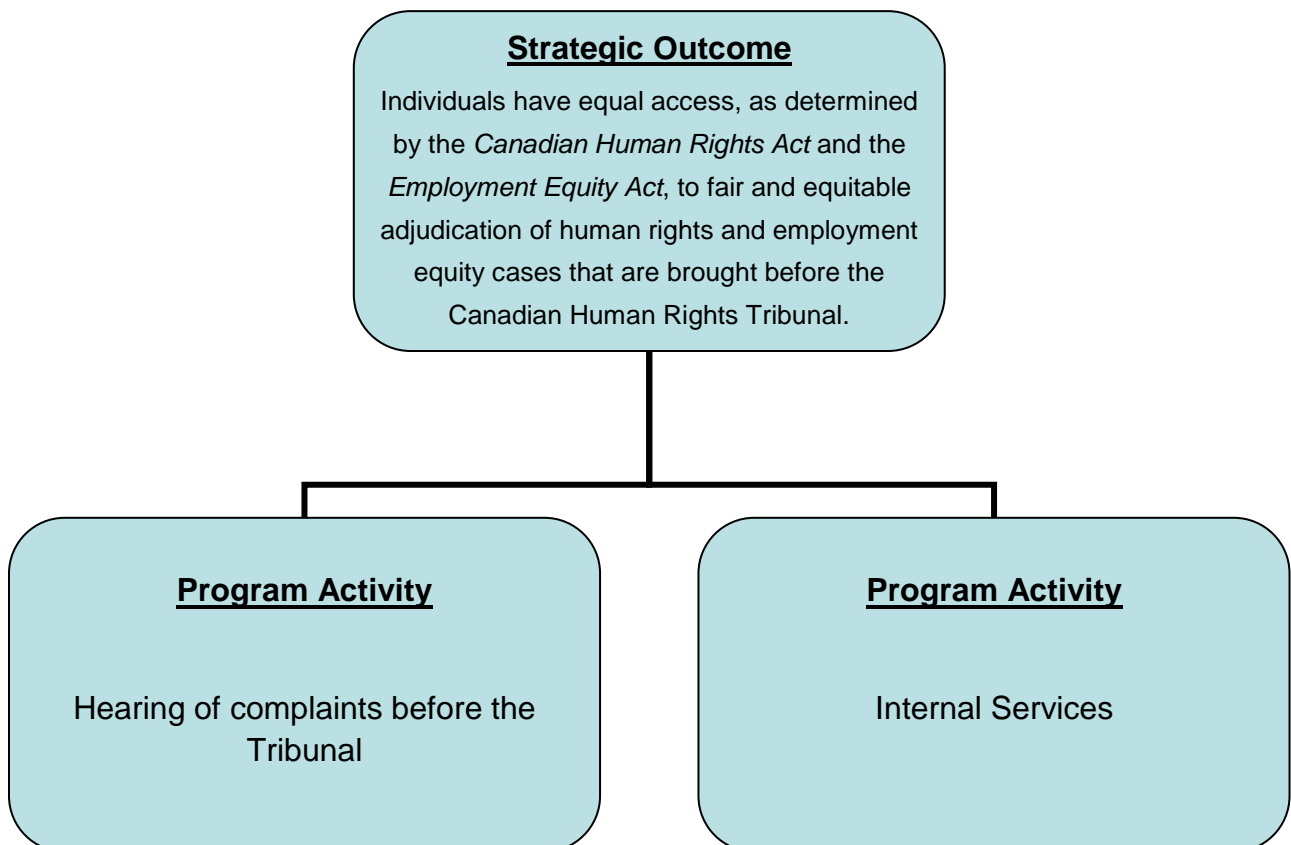 Strategic Outcome
Individuals have equal access, as determined
by the Canadian Human Rights Act and the
Employment Equity Act, to fair and equitable
adjudication of human rights and employment
equity cases that are brought before the
Canadian Human Rights Tribunal.
Program Activity
Hearing of complaints before the
Tribunal
Program Activity
Internal Services